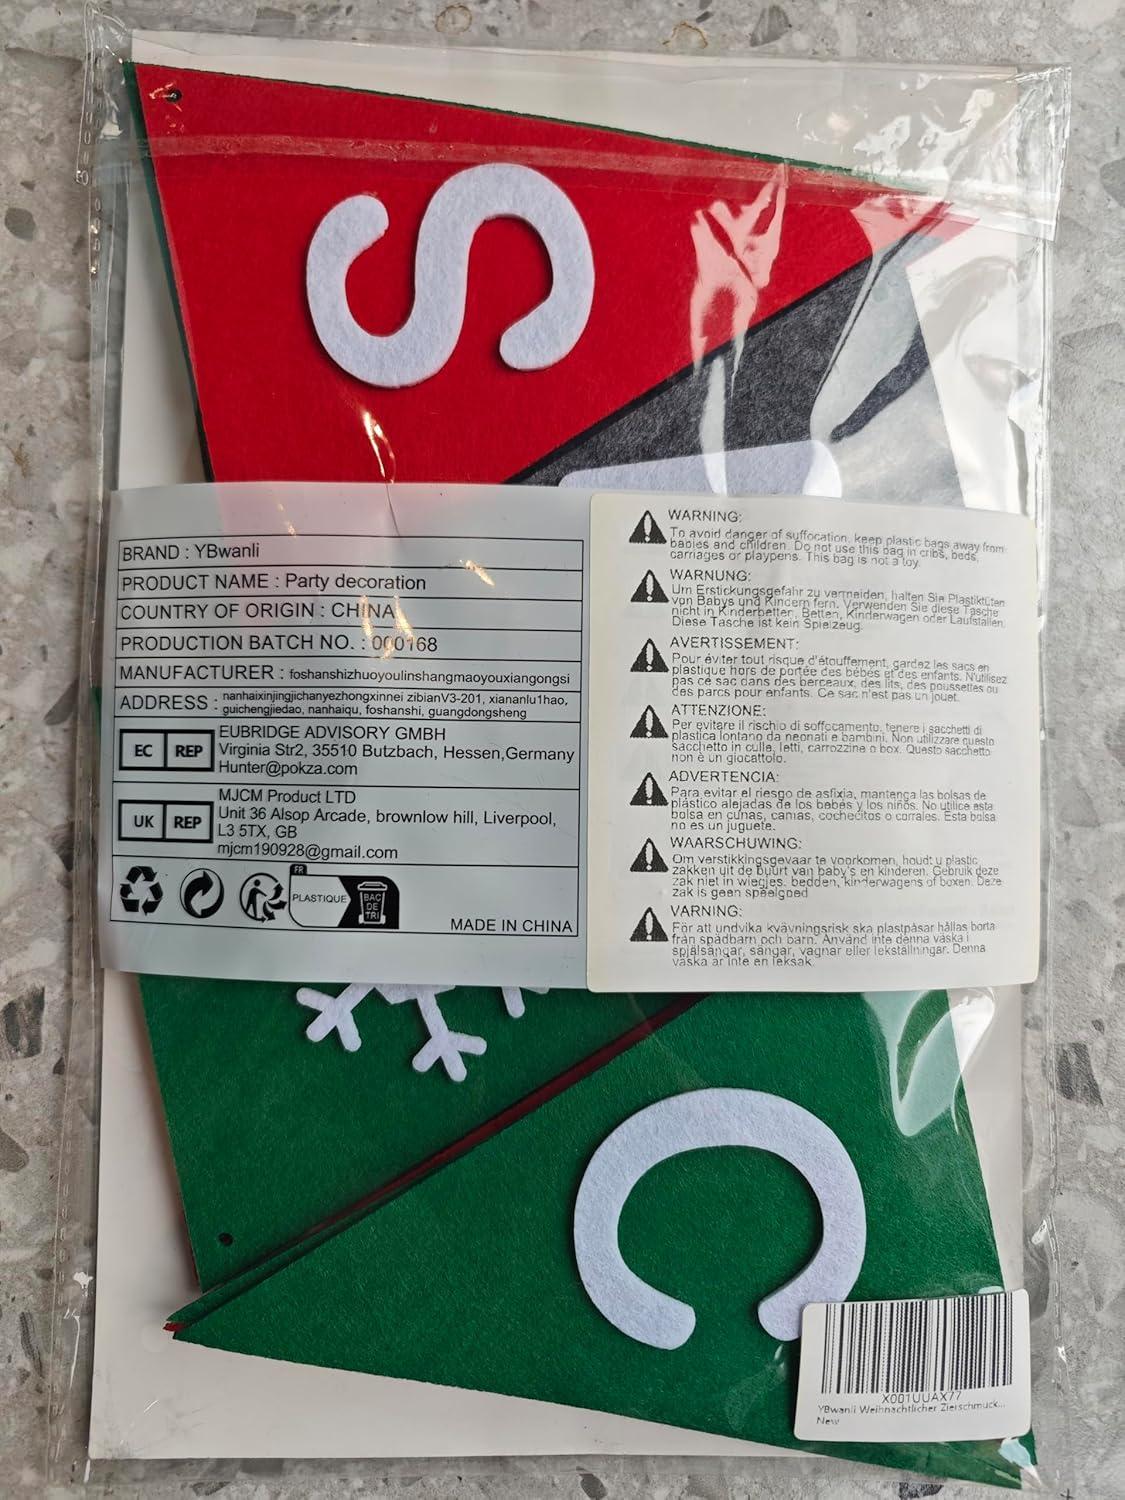 S
BRAND : YBwanli
PRODUCT NAME : Party decoration
COUNTRY OF ORIGIN : CHINA
PRODUCTION BATCH NO. : 000168
MANUFACTURER : foshanshizhuoyoulinshangmaoyouxiangongsi
ADDRESS : nanhaixinjingjichanyezhongxinnei zibianV3-201, xiananlu1hao,
guichengjiedao, nanhaiqu, foshanshi, guangdongsheng
EC REP
EUBRIDGE ADVISORY GMBH
Virginia Str2, 35510 Butzbach, Hessen,Germany
Hunter@pokza.com
UK REP
MJCM Product LTD
Unit 36 Alsop Arcade, brownlow hill, Liverpool,
L3 5TX, GB
mjcm190928@gmail.com
FR
PLASTIQUE
BAC
DE
TRI
MADE IN CHINA
WARNING:
To avoid danger of suffocation, keep plastic bags away from
babies and children. Do not use this bag in cribs, beds,
carriages or playpens. This bag is not a toy.
WARNUNG:
Um Erstickungsgefahr zu vermeiden, halten Sie Plastiktüten
von Babys und Kindern fern. Verwenden Sie diese Tasche
nicht in Kinderbetten, Betten, Kinderwagen oder Laufställen.
Diese Tasche ist kein Spielzeug.
AVERTISSEMENT:
Pour éviter tout risque d'étouffement, gardez les sacs en
plastique hors de portée des bébés et des enfants. N'utilisez
pas ce sac dans des berceaux, des lits, des poussettes ou
des parcs pour enfants. Ce sac n'est pas un jouet.
ATTENZIONE:
Per evitare il rischio di soffocamento, tenere i sacchetti di
plastica lontano da neonati e bambini. Non utilizzare questo
sacchetto in culle, letti, carrozzine o box. Questo sacchetto
non è un giocattolo.
ADVERTENCIA:
Para evitar el riesgo de asfixia, mantenga las bolsas de
plástico alejadas de los bebés y los niños. No utilice esta
bolsa en cunas, camas, cochecitos o corrales. Esta bolsa
no es un juguete.
WAARSCHUWING:
Om verstikkingsgevaar te voorkomen, houdt u plastic
zakken uit de buurt van baby's en kinderen. Gebruik deze
zak niet in wiegjes, bedden, kinderwagens of boxen. Deze
zak is geen speelgoed
VARNING:
För att undvika kvävningsrisk ska plastpåsar hållas borta
från spädbarn och barn. Använd inte denna väska i
spjälsängar, sängar, vagnar eller lekställningar. Denna
väska är inte en leksak.
C
X001UUAX77
YBwanli Weihnachtlicher Zierschmuck...
New